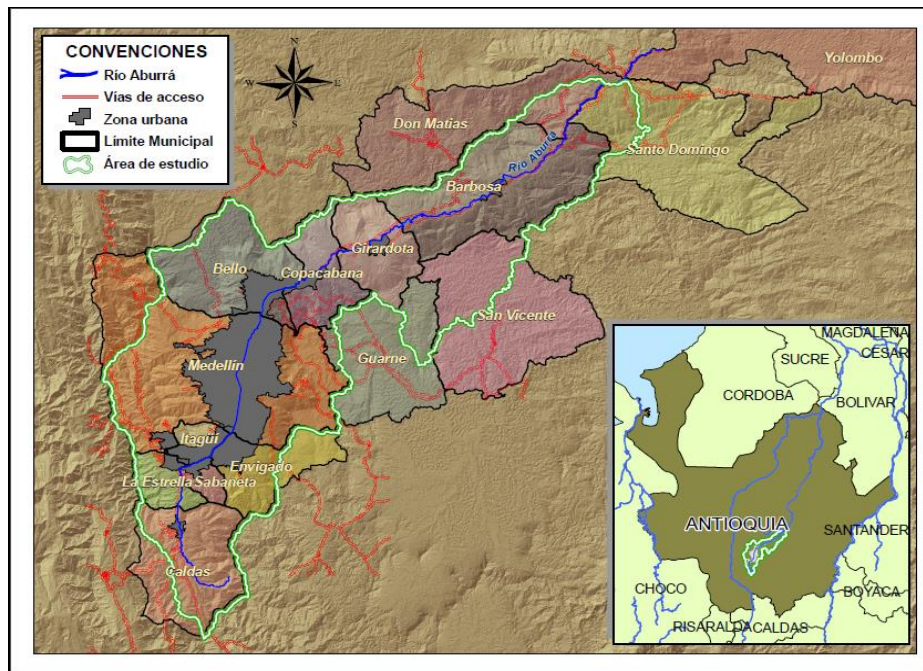 CONVENCIONES
Río Aburrá
Vías de acceso
Zona urbana
Límite Municipal
Área de estudio
N
W
E
S
Yolombo
Don Matias
Santo Domingo
Río Aburrá
Barbosa
Girardota
Bello
Copacabana
San Vicente
Guarne
Medellín
Itagüí
Envigado
La Estrella
Sabaneta
Caldas
MAGDALENA
CESAR
SUCRE
CORDOBA
BOLIVAR
ANTIOQUIA
SANTANDER
CHOCO
BOYACA
RISARALDA
CALDAS